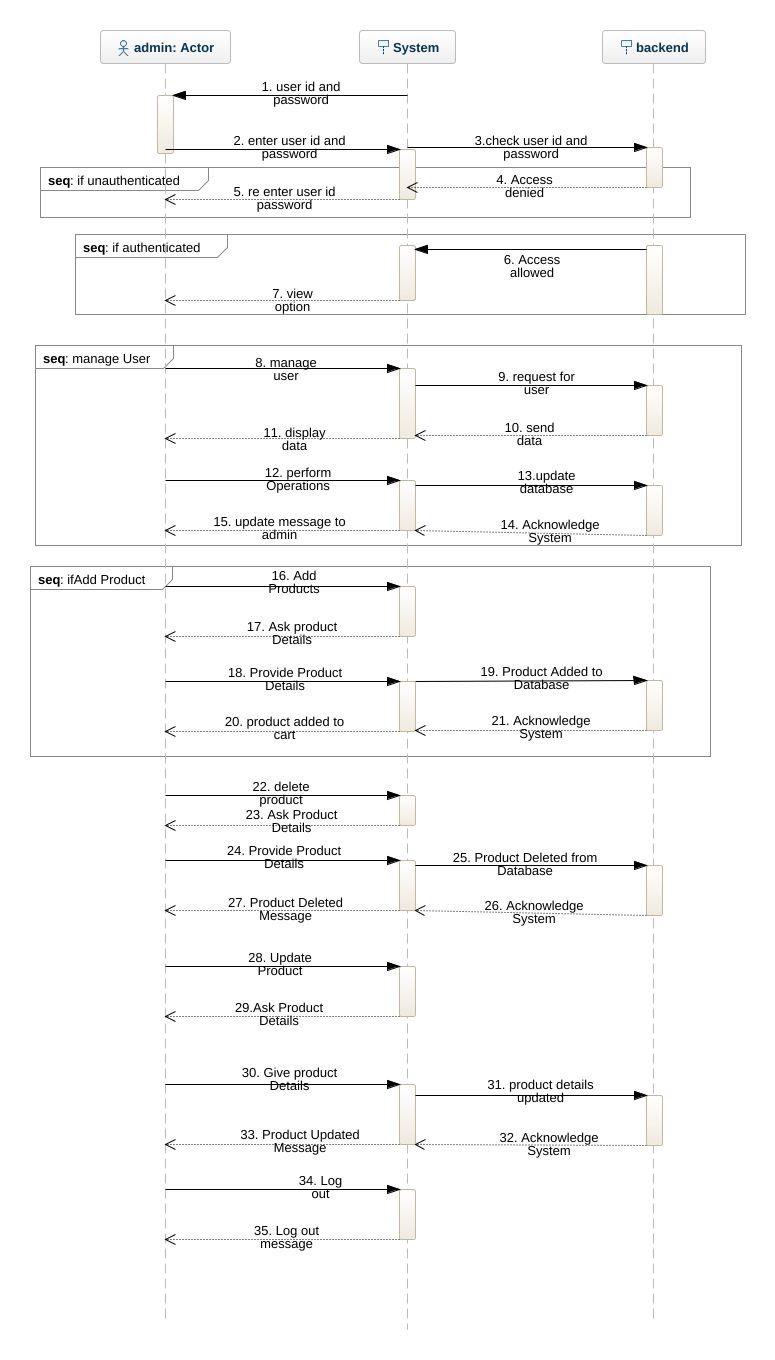 admin: Actor
System
backend
1. user id and
password
2. enter user id and
password
3.check user id and
password
seq: if unauthenticated
4. Access
denied
5. re enter user id
password
seq: if authenticated
6. Access
allowed
7. view
option
seq: manage User
8. manage
user
9. request for
user
10. send
data
11. display
data
12. perform
Operations
13.update
database
15. update message to
admin
14. Acknowledge
System
seq: ifAdd Product
16. Add
Products
17. Ask product
Details
18. Provide Product
Details
19. Product Added to
Database
20. product added to
cart
21. Acknowledge
System
22. delete
product
23. Ask Product
Details
24. Provide Product
Details
25. Product Deleted from
Database
27. Product Deleted
Message
26. Acknowledge
System
28. Update
Product
29.Ask Product
Details
30. Give product
Details
31. product details
updated
33. Product Updated
Message
32. Acknowledge
System
34. Log
out
35. Log out
message